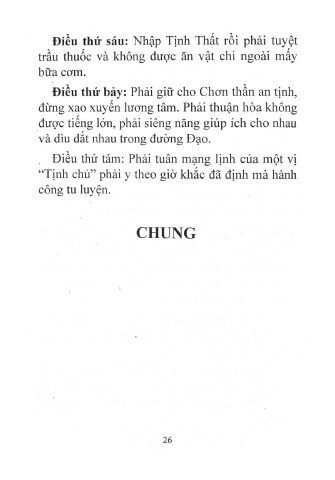 Điều thứ sáu: Nhập Tịnh Thất rồi phải tuyệt
trầu thuốc và không được ăn vật chi ngoài mấy
bữa cơm.
Điều thứ bảy: Phải giữ cho Chơn thần an tịnh,
đừng xao xuyến lương tâm. Phải thuận hòa không
được tiếng lớn, phải siêng năng giúp ích cho nhau
và dìu dắt nhau trong đường Đạo.
Điều thứ tám: Phải tuân mạng lịnh của một vị
“Tịnh chủ” phải y theo giờ khắc đã định mà hành
công tu luyện.
CHUNG
26